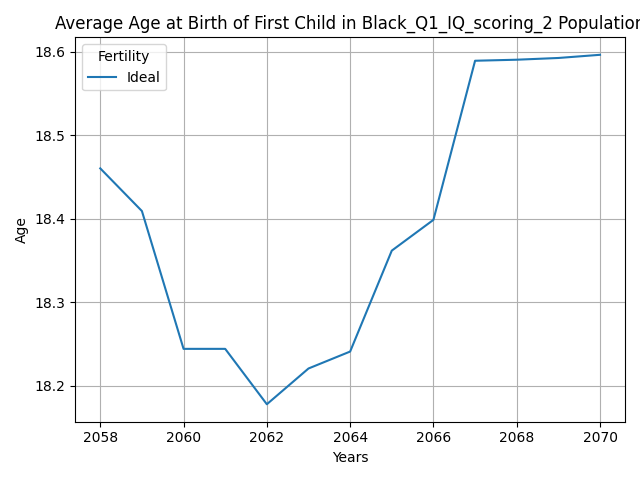 Average Age at Birth of First Child in Black_Q1_IQ_scoring_2 Population
Fertility
Ideal
18.6
18.5
18.4
18.3
18.2
Age
2058 2060 2062 2064 2066 2068 2070
Years